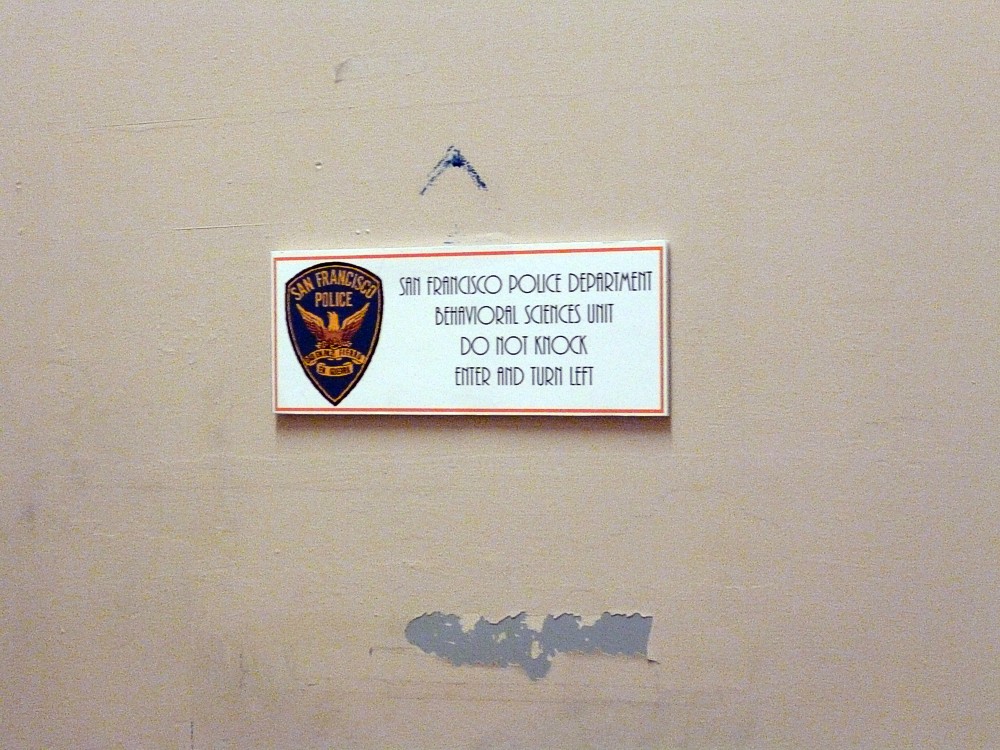 SAN FRANCISCO
POLICE
SAN FRANCISCO POLICE DEPARTMENT
BEHAVIORAL SCIENCES UNIT
DO NOT KNOCK
ENTER AND TURN LEFT